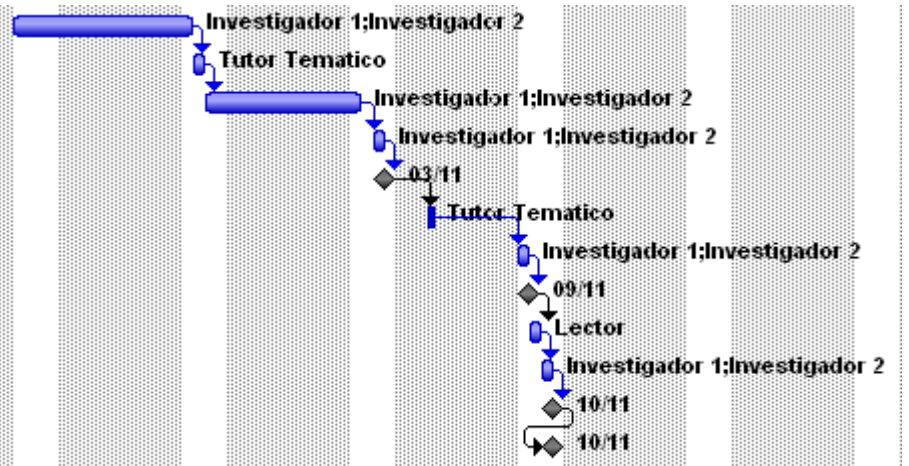 Investigador 1;Investigador 2
Tutor Tematico
Investigador 1;Investigador 2
Investigador 1;Investigador 2
03/11
Tutor Tematico
Investigador 1;Investigador 2
09/11
Lector
Investigador 1;Investigador 2
10/11
10/11